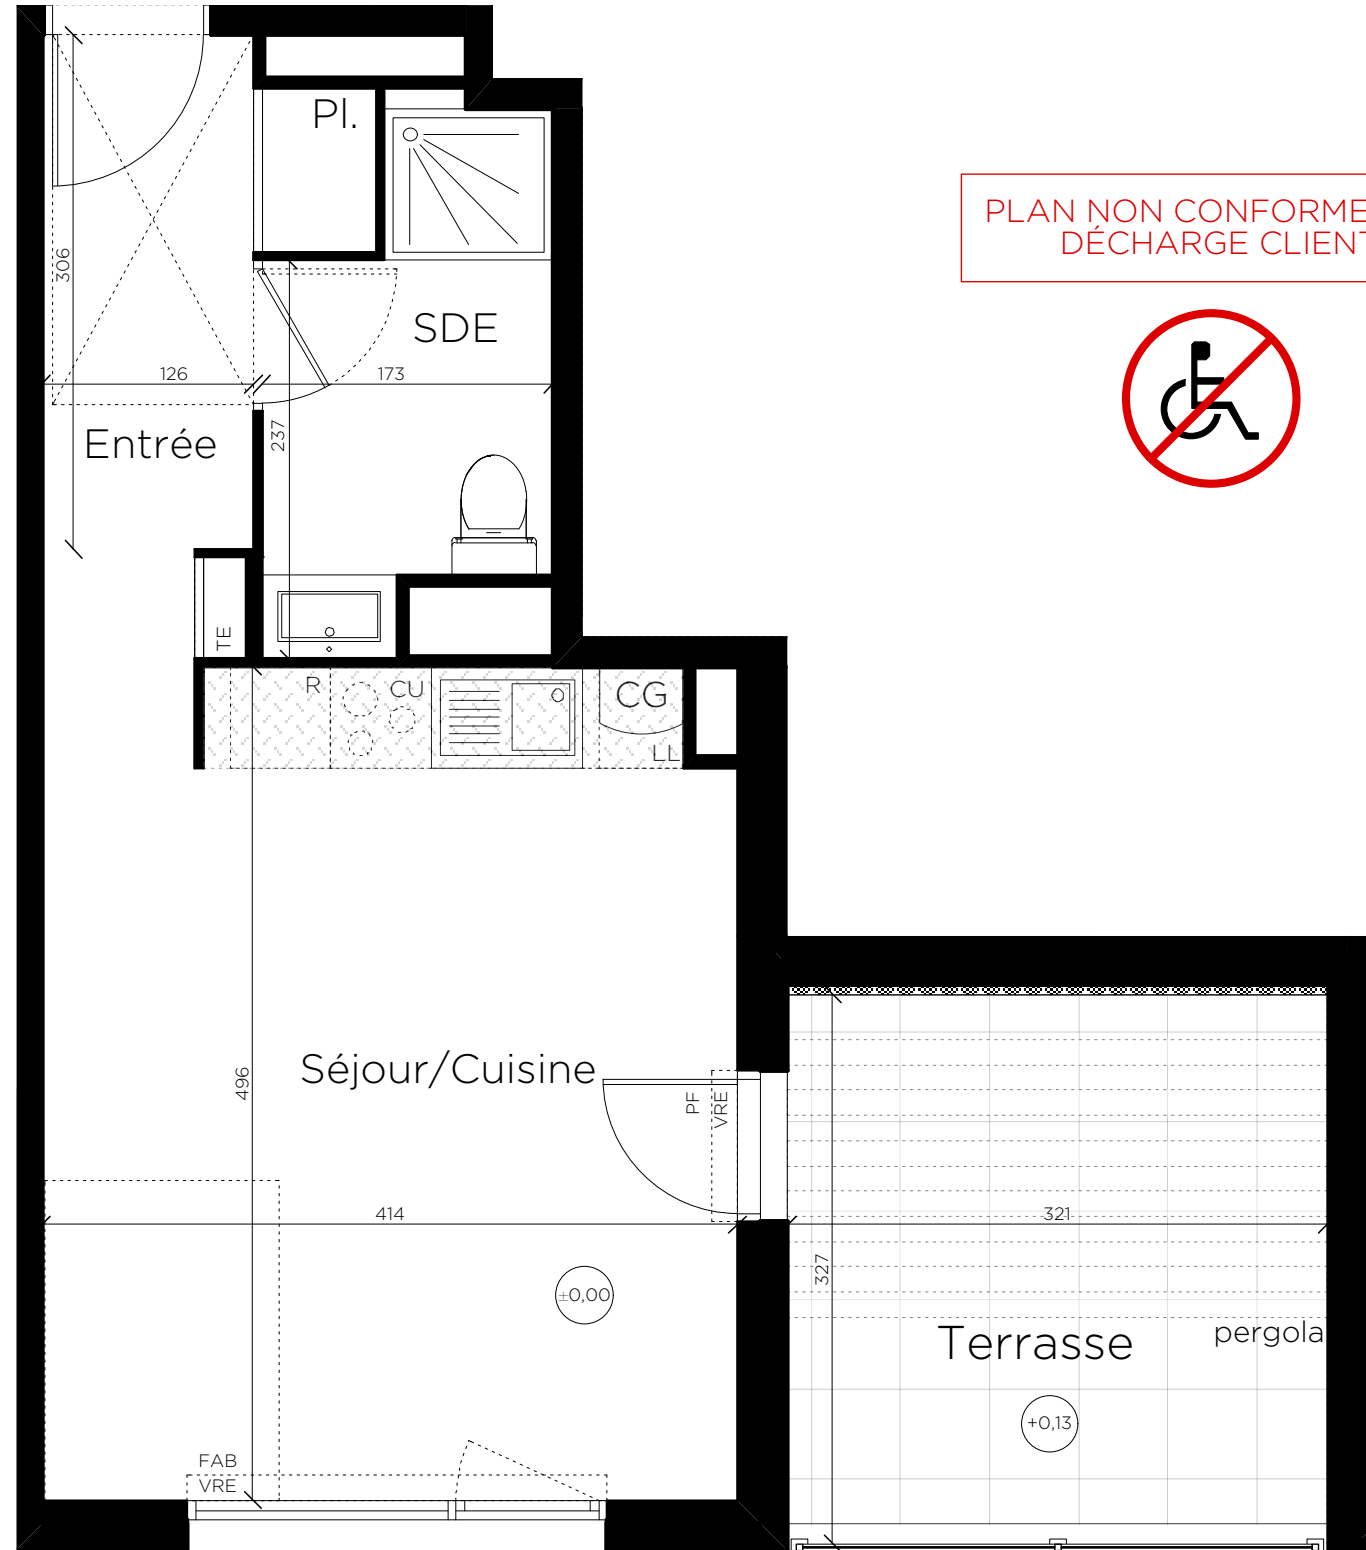 Pl.
PLAN NON CONFORME
DÉCHARGE CLIENT
306
SDE
126
173
237
Entrée
TE
R
CU
CG
LL
Séjour/Cuisine
496
PF
VRE
414
321
327
±0,00
Terrasse
pergola
+0,13
FAB
VRE